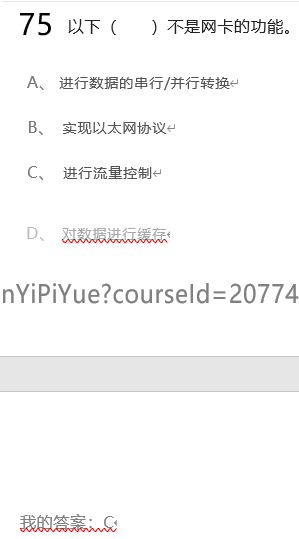 75 以下（　　）不是网卡的功能。
A、 进行数据的串行/并行转换↵
B、 实现以太网协议↵
C、 进行流量控制↵
D、 对数据进行缓存↵
nYiPiYue?courseId=20774
我的答案：C↵